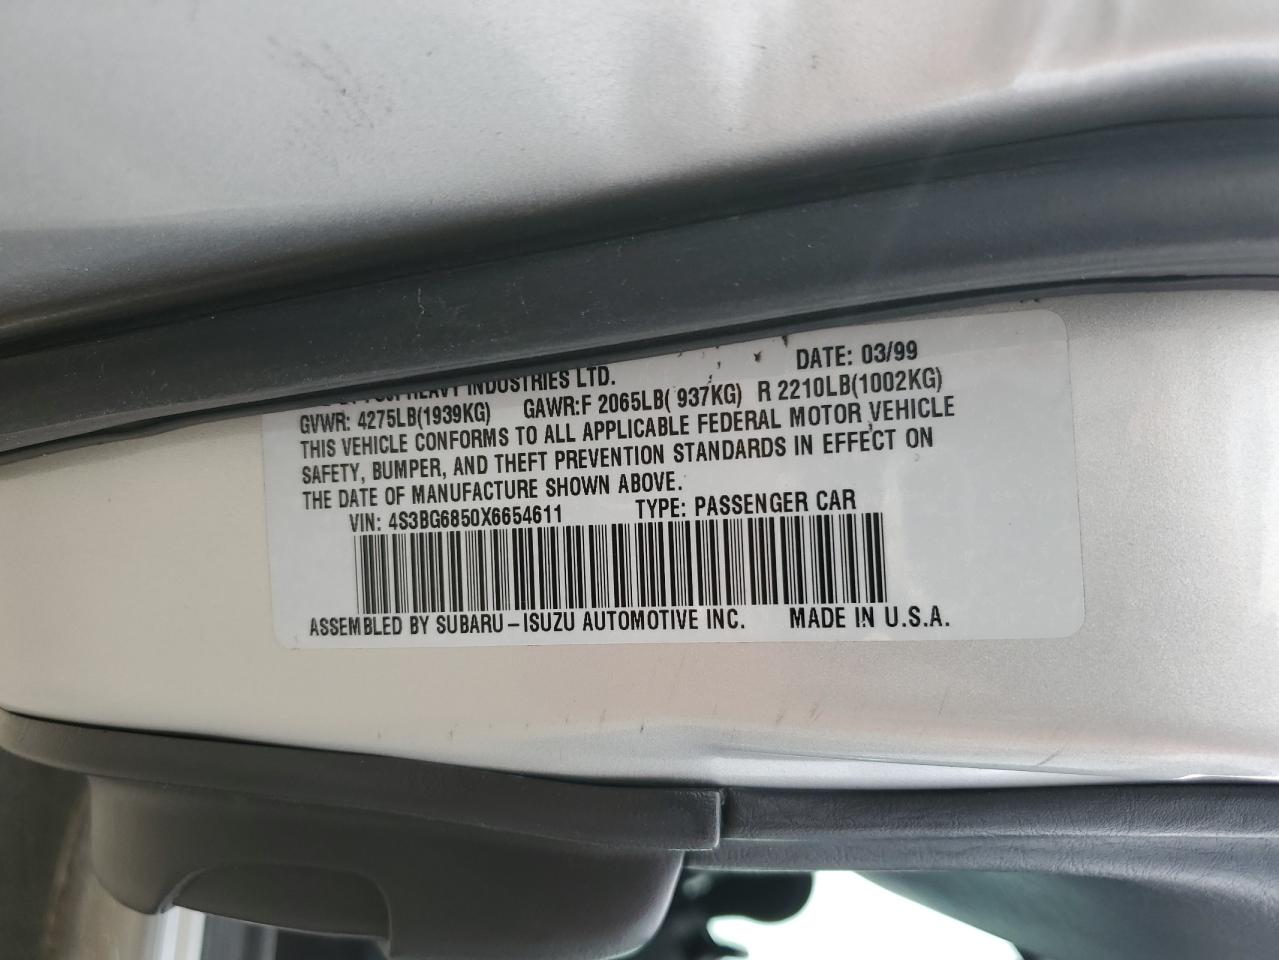 HEAVY INDUSTRIES LTD. DATE: 03/99
GVWR: 4275LB(1939KG) GAWR:F 2065LB( 937KG) R 2210LB(1002KG)
THIS VEHICLE CONFORMS TO ALL APPLICABLE FEDERAL MOTOR VEHICLE
SAFETY, BUMPER, AND THEFT PREVENTION STANDARDS IN EFFECT ON
THE DATE OF MANUFACTURE SHOWN ABOVE.
VIN: 4S3BG6850X6654611 TYPE: PASSENGER CAR
ASSEMBLED BY SUBARU-ISUZU AUTOMOTIVE INC. MADE IN U.S.A.